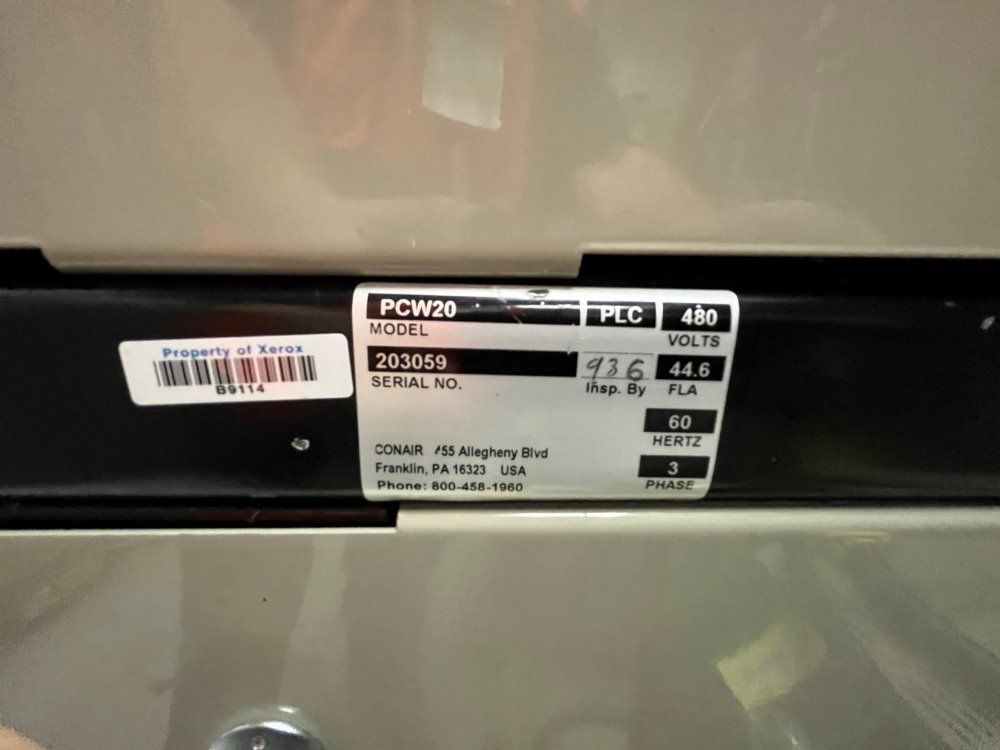 Property of Xerox
B9114
PCW20 PLC 480
MODEL VOLTS
203059 936 44.6
SERIAL NO. Insp. By FLA
60
HERTZ
CONAIR 455 Allegheny Blvd
Franklin, PA 16323 USA
3
Phone: 800-458-1960
PHASE